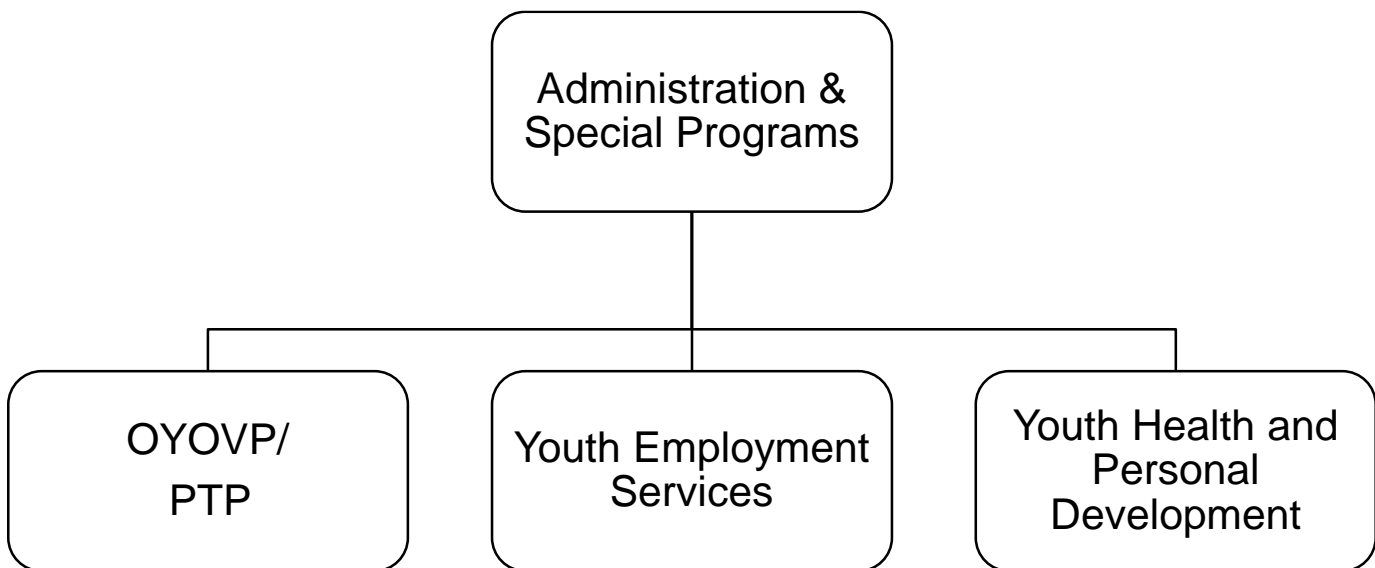 Administration &
Special Programs
OYOVP/
PTP
Youth Employment
Services
Youth Health and
Personal
Development